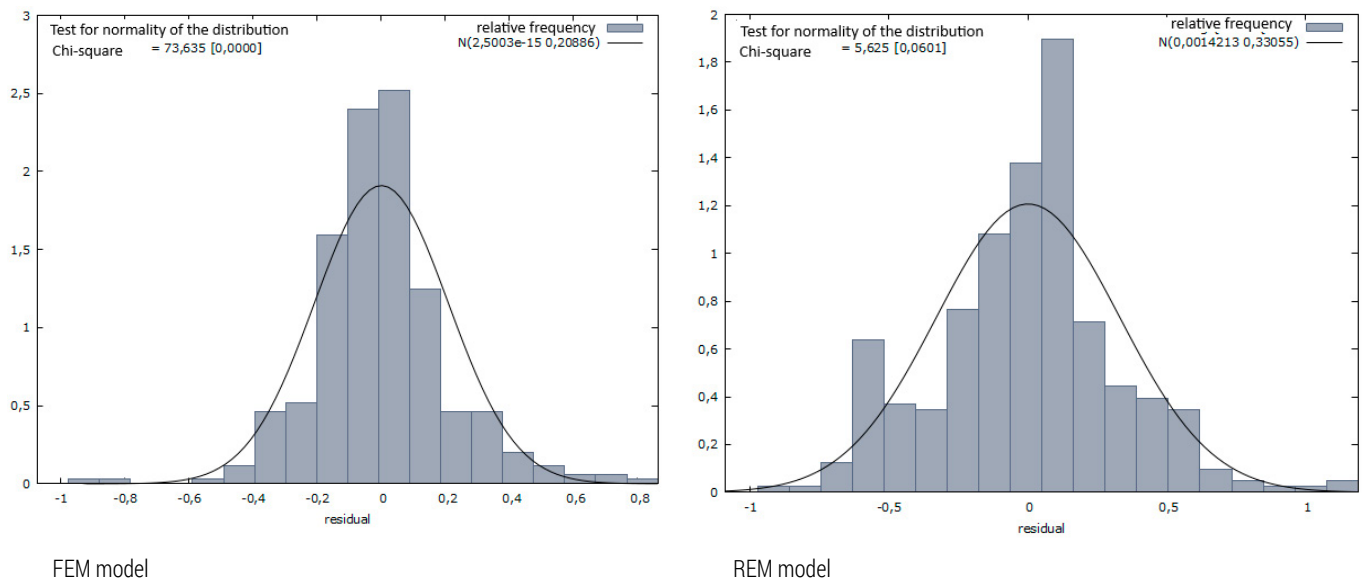 Test for normality of the distribution
Chi-square = 73,635 [0,0000]
relative frequency
N(2,5003e-15 0,20886)
3
2,5
2
1,5
1
0,5
0
-1 -0,8 -0,6 -0,4 -0,2 0 0,2 0,4 0,6 0,8
residual
FEM model
Test for normality of the distribution
Chi-square = 5,625 [0,0601]
relative frequency
N(0,0014213 0,33055)
2
1,8
1,6
1,4
1,2
1
0,8
0,6
0,4
0,2
0
-1 -0,5 0 0,5 1
residual
REM model